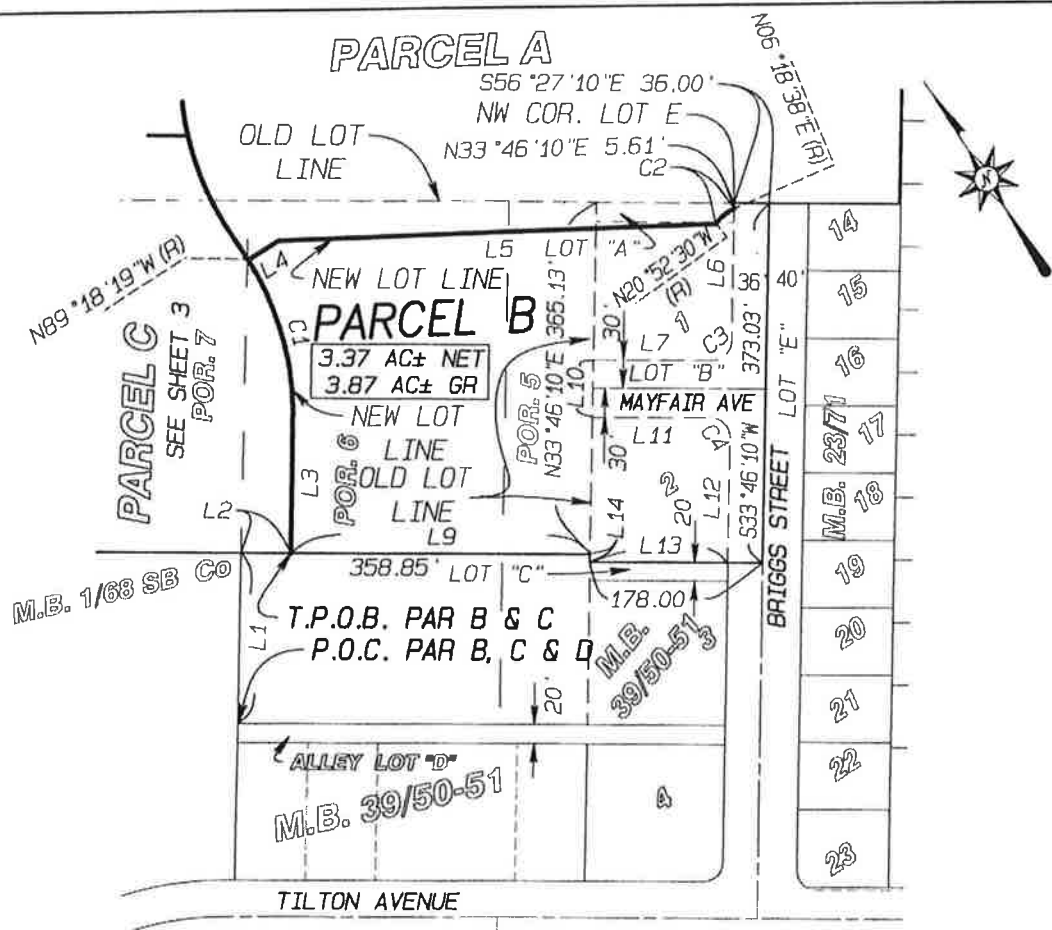 PARCEL A
S56°27'10"E 36.00'
NW COR. LOT E
N06°18'38"E (R)
OLD LOT
LINE
N33°46'10"E 5.61'
C2
L4
NEW LOT LINE
L5
LOT "A"
N20°52'30"W
(R)
L6
36'
40'
14
N89°18'19"W (R)
C1
PARCEL B
3.37 AC± NET
3.87 AC± GR
N33°46'10"E 365.13'
30'
1
L7
C3
373.03'
LOT "E"
15
16
PARCEL C
SEE SHEET 3
POR. 7
NEW LOT
LINE
POR. 6
POR. 5
L10
LOT "B"
MAYFAIR AVE
L11
C4
30'
S33°46'10"W
M.B. 23/71
17
OLD LOT
LINE
L3
L2
L9
L14
2
20'
L12
L13
18
BRIGGS STREET
N
M.B. 1/68 SB Co
358.85'
LOT "C"
178.00'
19
T.P.O.B. PAR B & C
P.O.C. PAR B, C & D
L1
20'
M.B.
39/50-51
3
20
21
ALLEY LOT "D"
M.B. 39/50-51
4
22
23
TILTON AVENUE